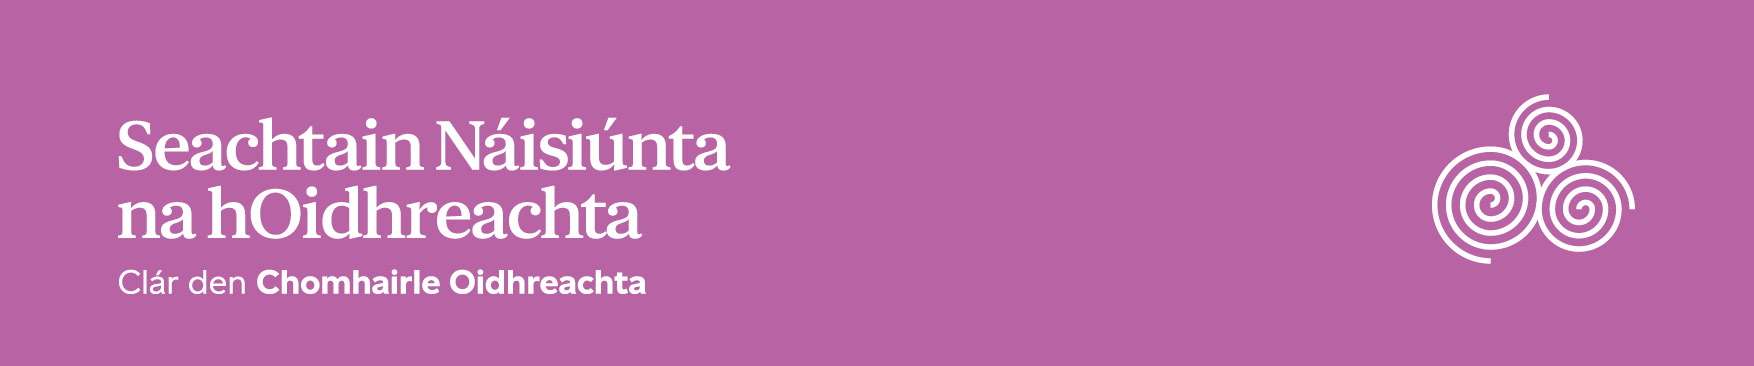 Seachtain Náisiúnta
na hOidhreachta
Clár den Chomhairle Oidhreachta